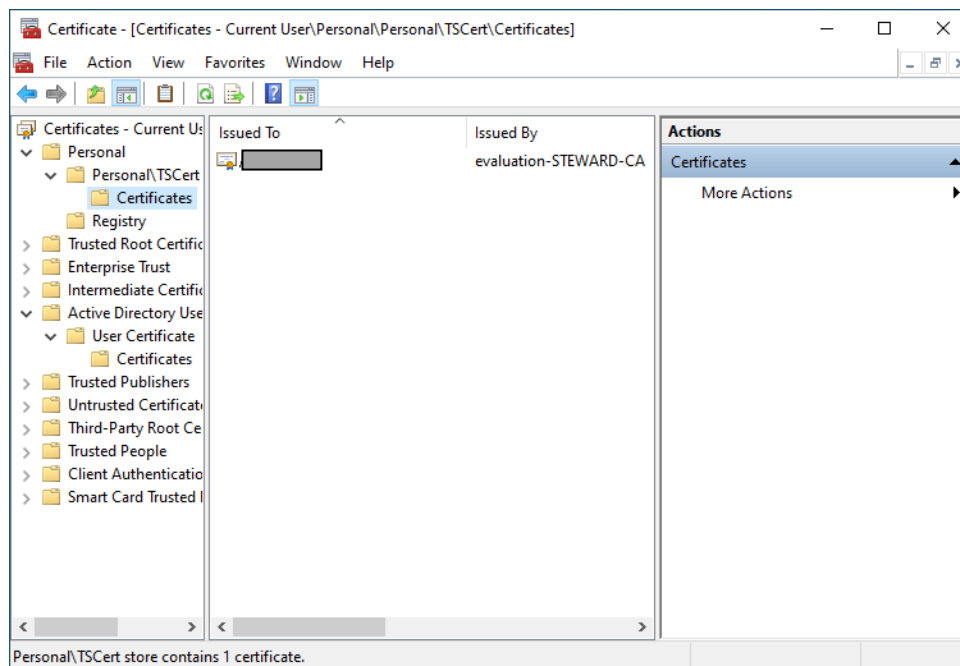 Certificate - [Certificates - Current User\Personal\Personal\TSCert\Certificates]
File Action View Favorites Window Help
Certificates - Current Us
Personal
Personal\TSCert
Certificates
Registry
Trusted Root Certific
Enterprise Trust
Intermediate Certific
Active Directory Use
User Certificate
Certificates
Trusted Publishers
Untrusted Certificat
Third-Party Root Ce
Trusted People
Client Authenticatio
Smart Card Trusted
Issued To Issued By
evaluation-STEWARD-CA
Actions
Certificates
More Actions
Personal\TSCert store contains 1 certificate.